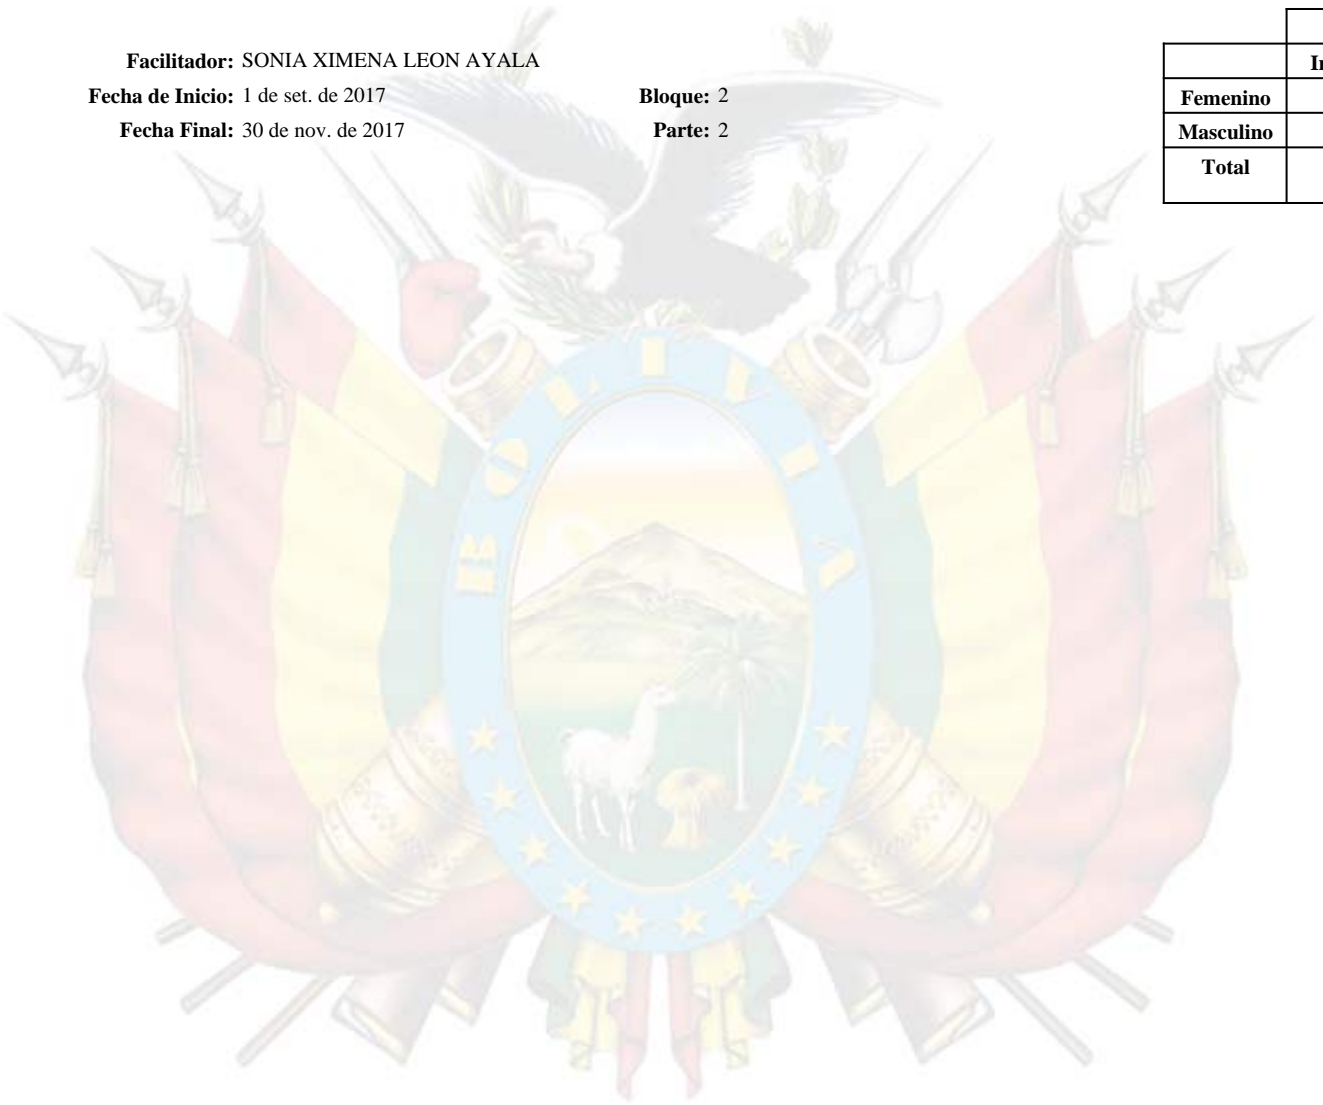 Facilitador: SONIA XIMENA LEON AYALA
Fecha de Inicio: 1 de set. de 2017 Bloque: 2
Fecha Final: 30 de nov. de 2017 Parte: 2
Femenino
Masculino
Total
BOLIVIA